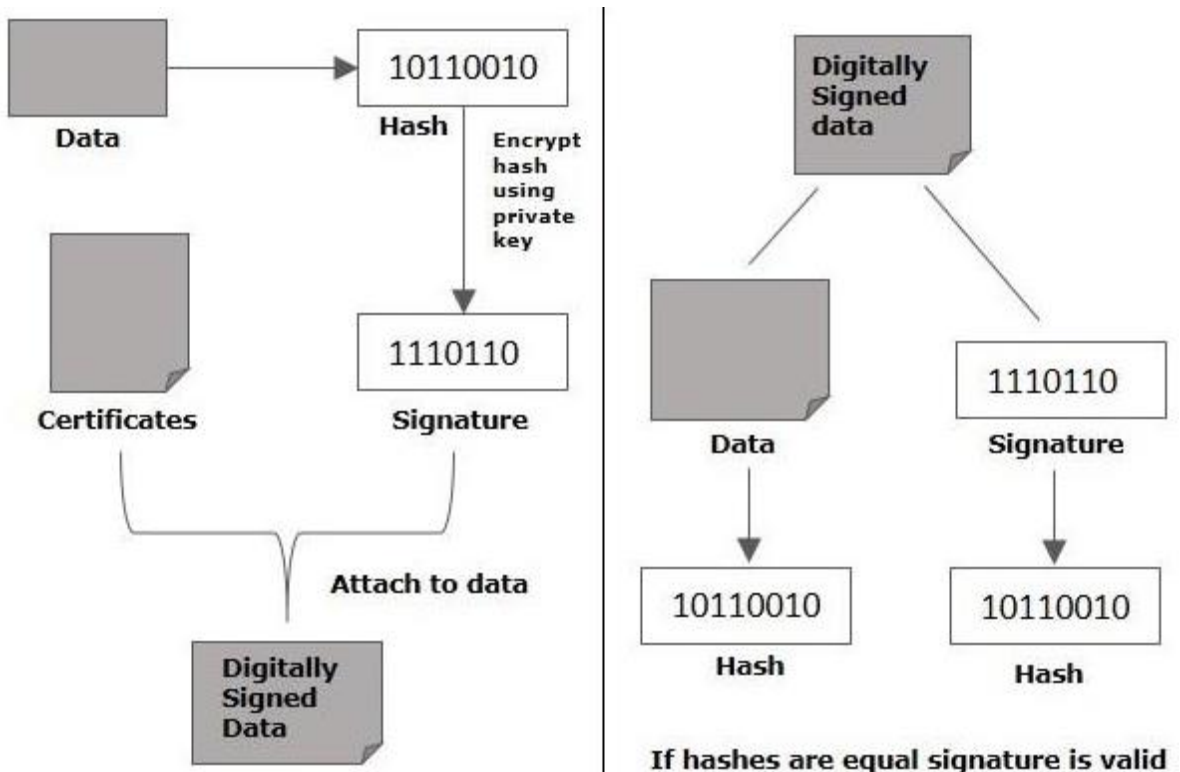 10110010
Data
Hash
Encrypt
hash
using
private
key
1110110
Certificates
Signature
Attach to data
Digitally
Signed
Data
Digitally
Signed
data
1110110
Data
Signature
10110010
10110010
Hash
Hash
If hashes are equal signature is valid